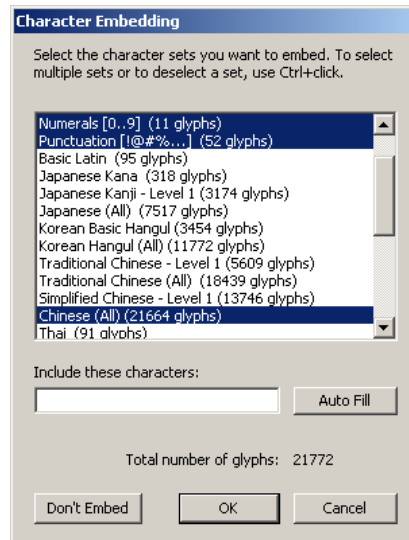 Character Embedding
Select the character sets you want to embed. To select
multiple sets or to deselect a set, use Ctrl+click.
Numerals [0..9] (11 glyphs)
Punctuation [!@#%...] (52 glyphs)
Basic Latin (95 glyphs)
Japanese Kana (318 glyphs)
Japanese Kanji - Level 1 (3174 glyphs)
Japanese (All) (7517 glyphs)
Korean Basic Hangul (3454 glyphs)
Korean Hangul (All) (11772 glyphs)
Traditional Chinese - Level 1 (5609 glyphs)
Traditional Chinese (All) (18439 glyphs)
Simplified Chinese - Level 1 (13746 glyphs)
Chinese (All) (21664 glyphs)
Thai (91 glyphs)
Include these characters:
Auto Fill
Total number of glyphs: 21772
Don't Embed OK Cancel